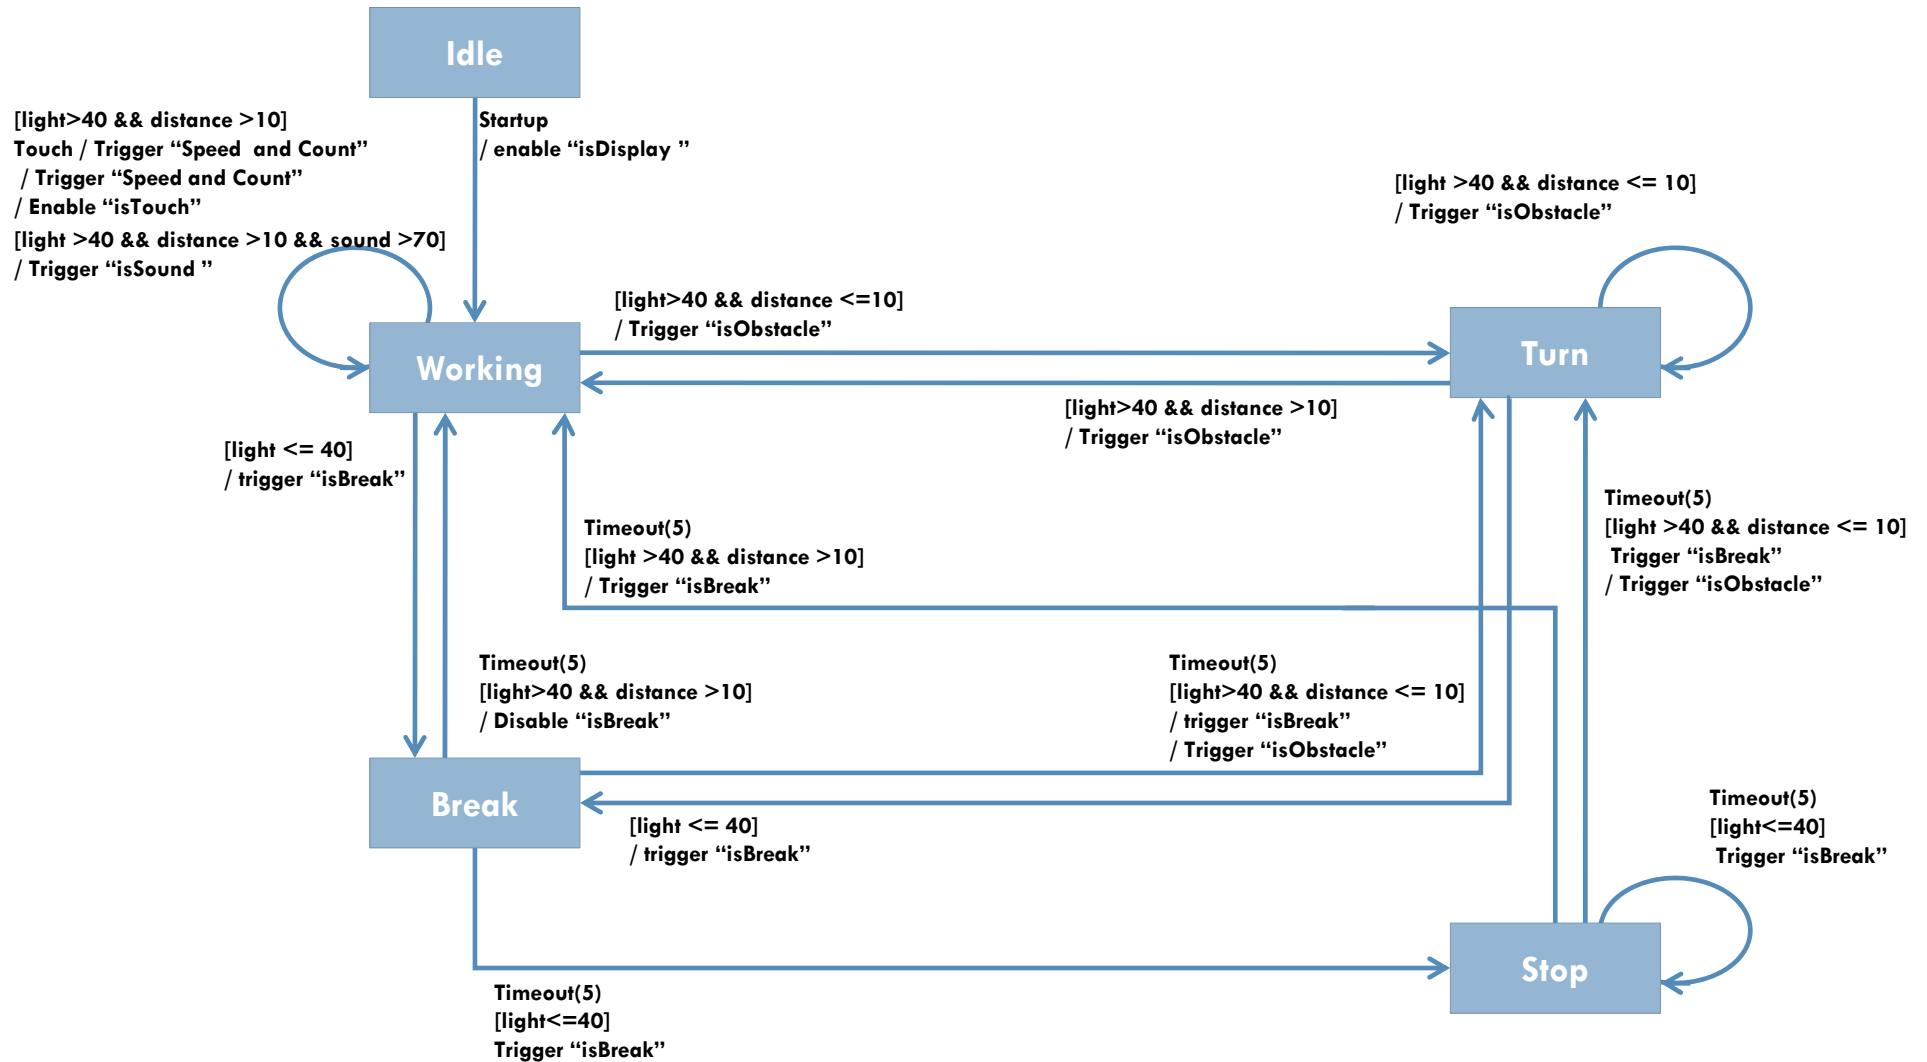 Idle
[light>40 && distance >10]
Touch / Trigger “Speed  and Count”
/ Trigger “Speed and Count”
/ Enable “isTouch”
[light >40 && distance >10 && sound >70]
/ Trigger “isSound ”
Startup
/ enable “isDisplay ”
[light >40 && distance <= 10]
/ Trigger “isObstacle”
[light>40 && distance <=10]
/ Trigger “isObstacle”
Working
Turn
[light>40 && distance >10]
/ Trigger “isObstacle”
[light <= 40]
/ trigger “isBreak”
Timeout(5)
[light >40 && distance >10]
/ Trigger “isBreak”
Timeout(5)
[light >40 && distance <= 10]
Trigger “isBreak”
/ Trigger “isObstacle”
Timeout(5)
[light>40 && distance >10]
/ Disable “isBreak”
Timeout(5)
[light>40 && distance <= 10]
/ trigger “isBreak”
/ Trigger “isObstacle”
Break
[light <= 40]
/ trigger “isBreak”
Timeout(5)
[light<=40]
Trigger “isBreak”
Stop
Timeout(5)
[light<=40]
Trigger “isBreak”